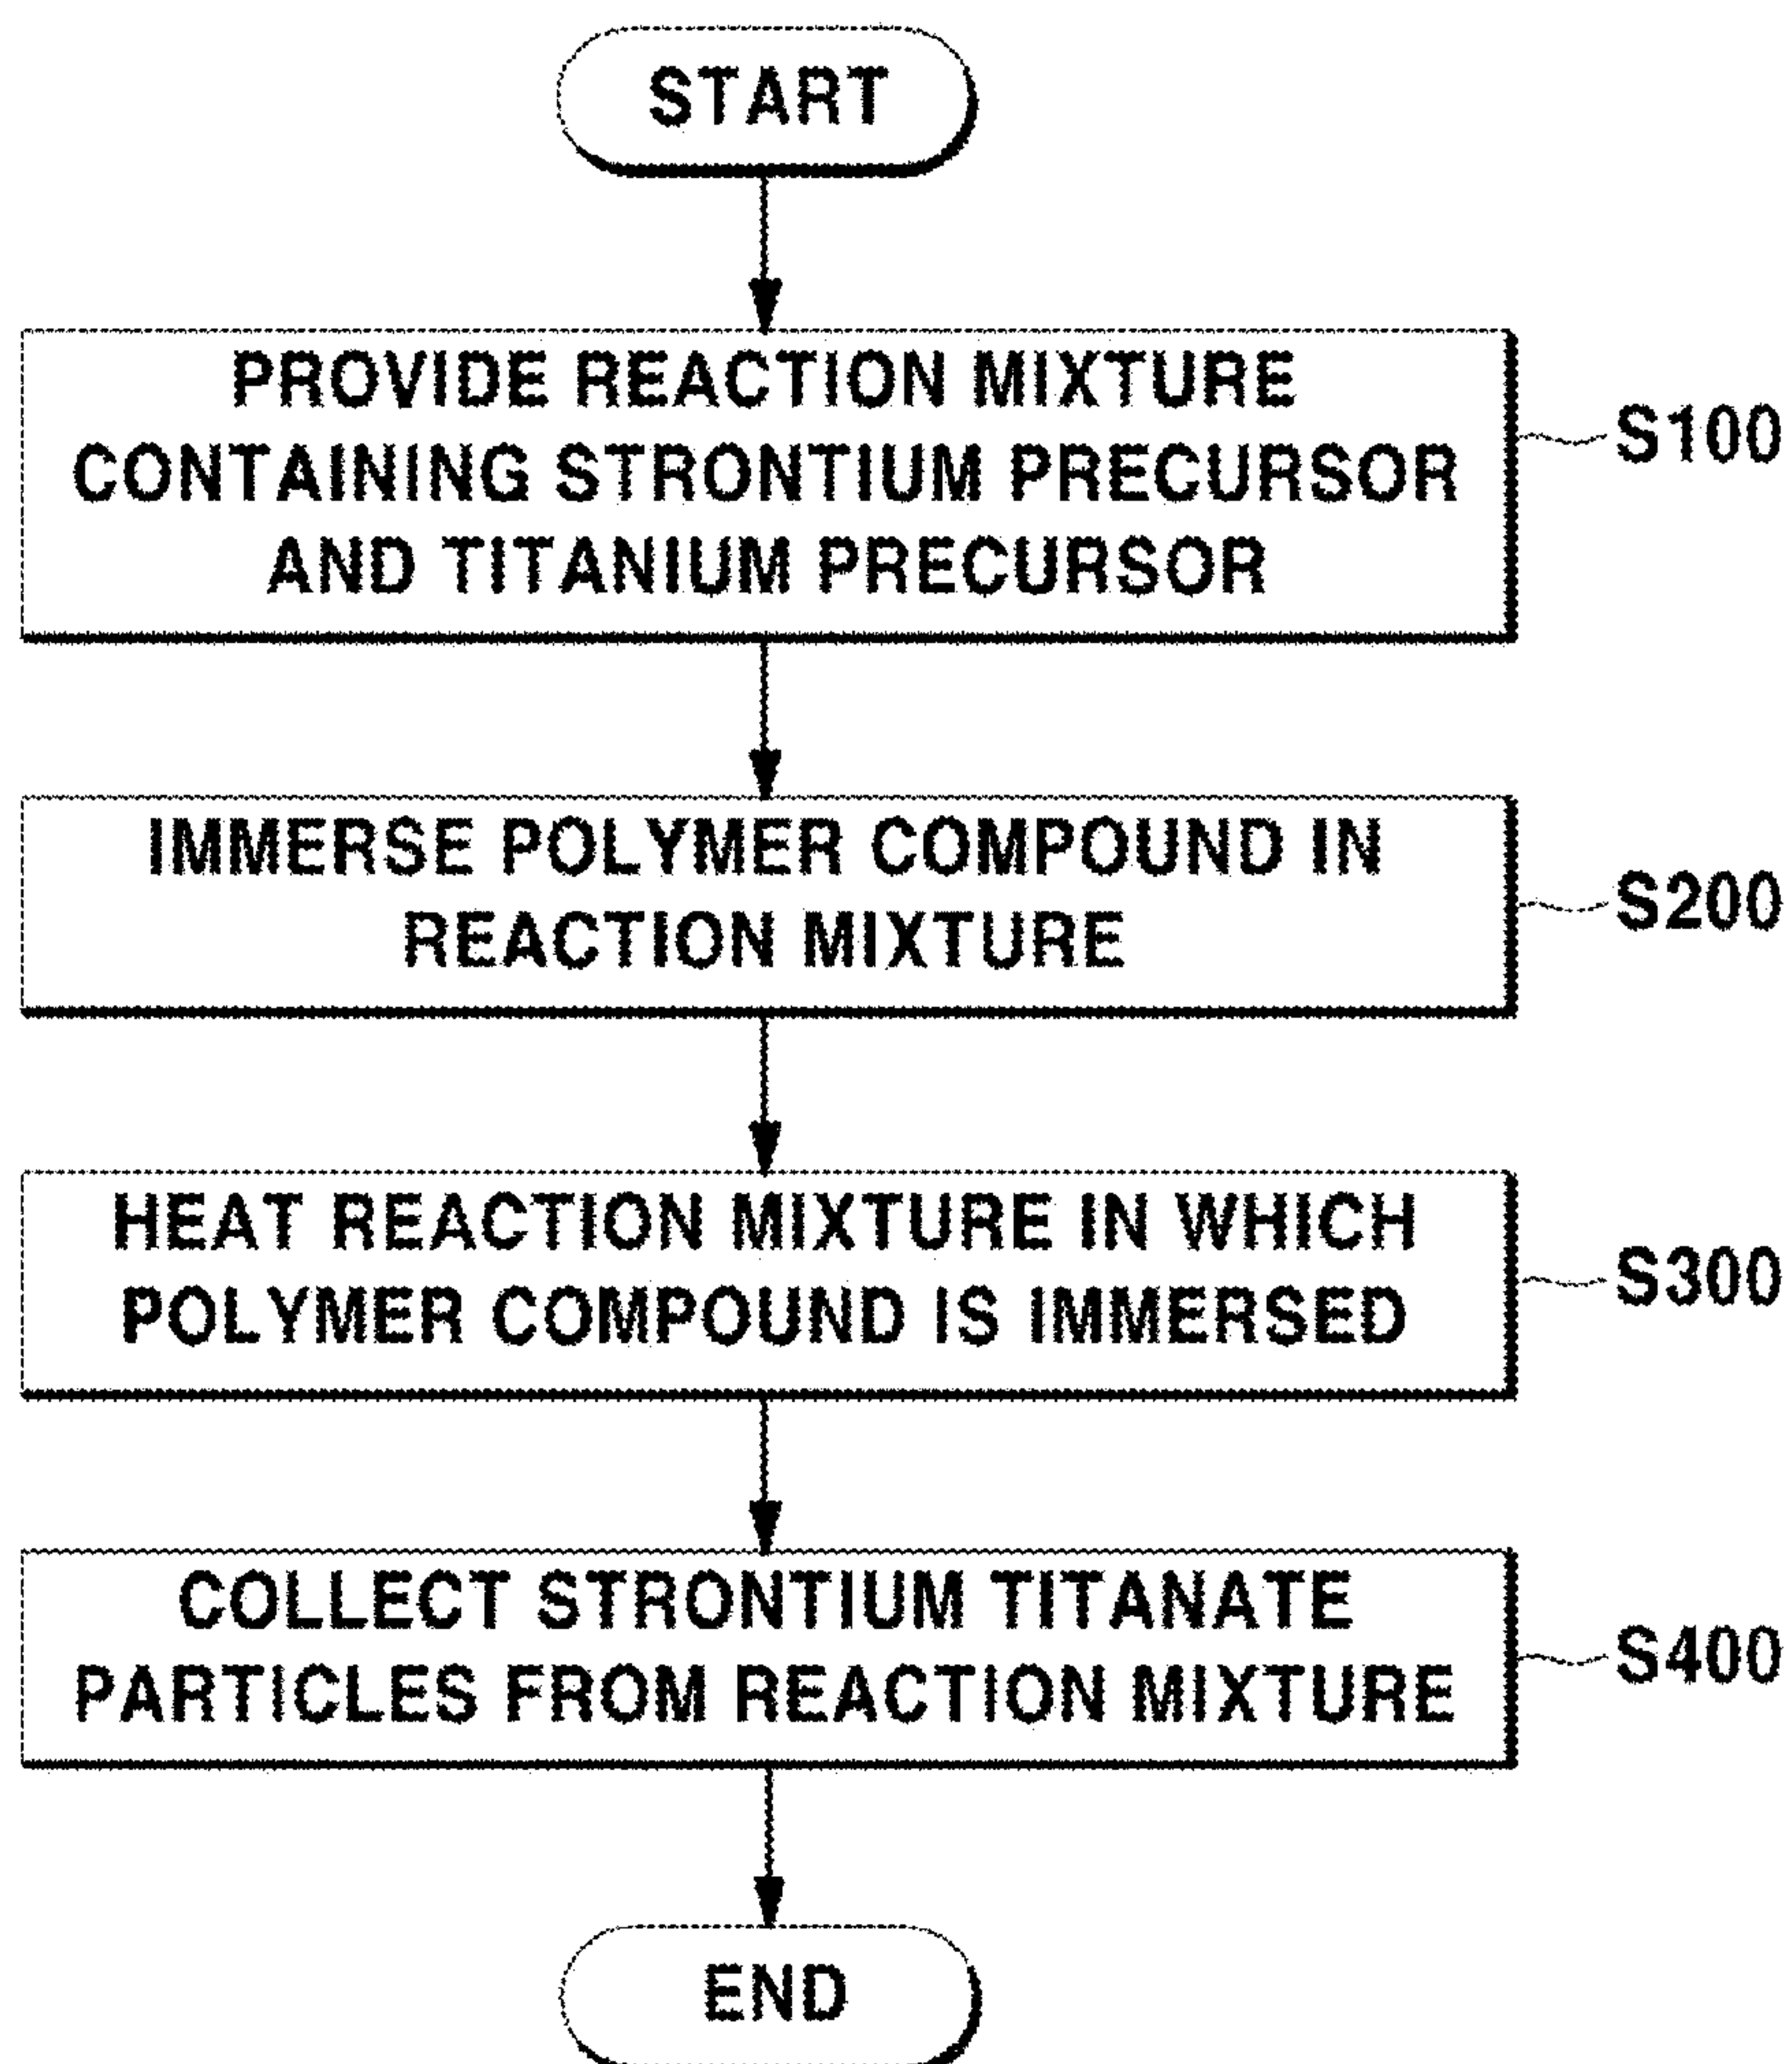 START
PROVIDE REACTION MIXTURE
CONTAINING STRONTIUM PRECURSOR
AND TITANIUM PRECURSOR
S100
IMMERSE POLYMER COMPOUND IN
REACTION MIXTURE
S200
HEAT REACTION MIXTURE IN WHICH
POLYMER COMPOUND IS IMMERSED
S300
COLLECT STRONTIUM TITANATE
PARTICLES FROM REACTION MIXTURE
S400
END